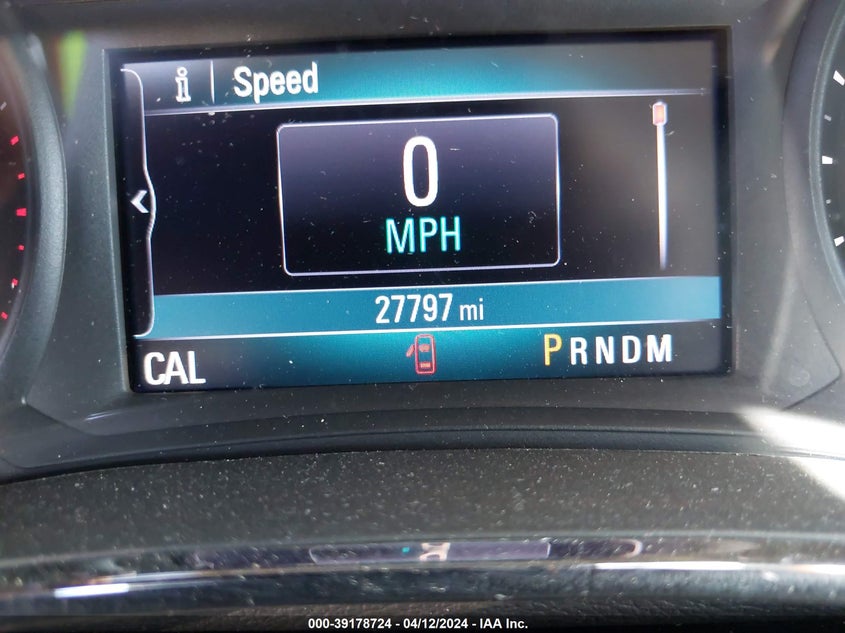 i | Speed
0
MPH
27797 mi
CAL PRNDM
000-39178724 - 04/12/2024 - IAA Inc.